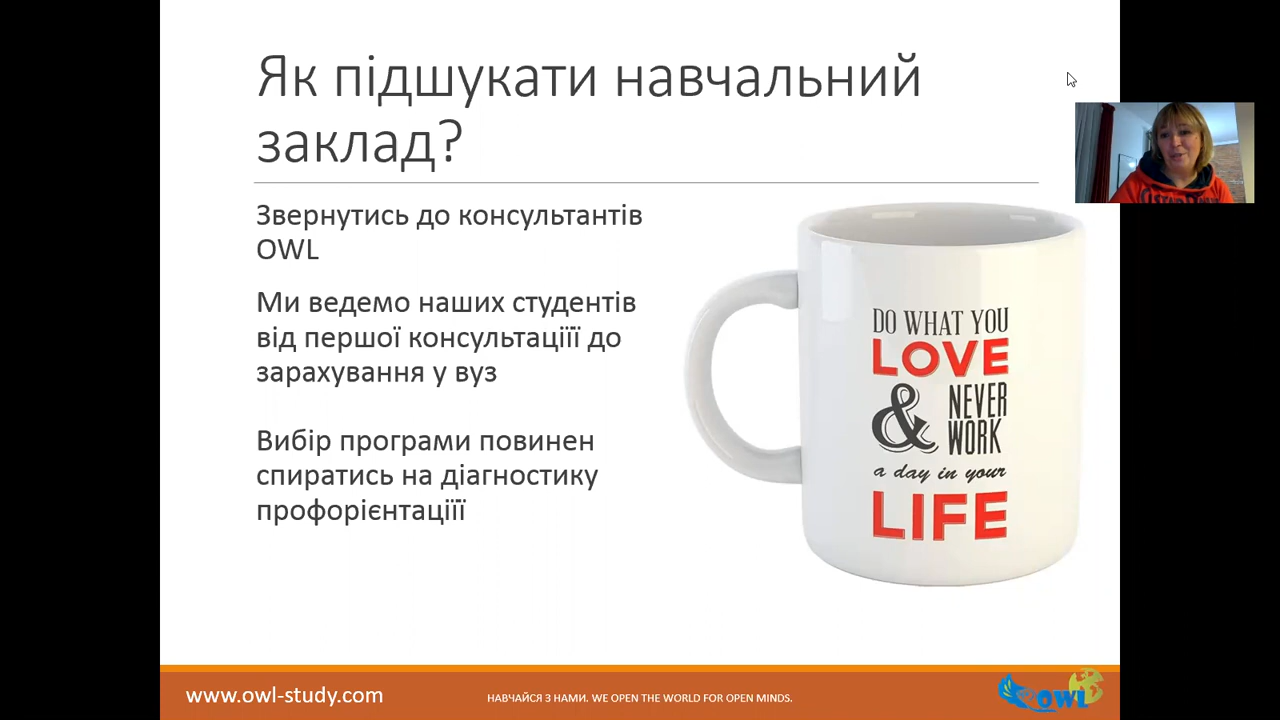 Як підшукати навчальний
заклад?
Звернутись до консультантів
OWL
Ми ведемо наших студентів
від першої консультаціїї до
зарахування у вуз
Вибір програми повинен
спиратись на діагностику
профорієнтаціїї
DO WHAT YOU
LOVE
& NEVER
WORK
a day in your
LIFE
www.owl-study.com
НАВЧАЙСЯ З НАМИ. WE OPEN THE WORLD FOR OPEN MINDS.
OWL